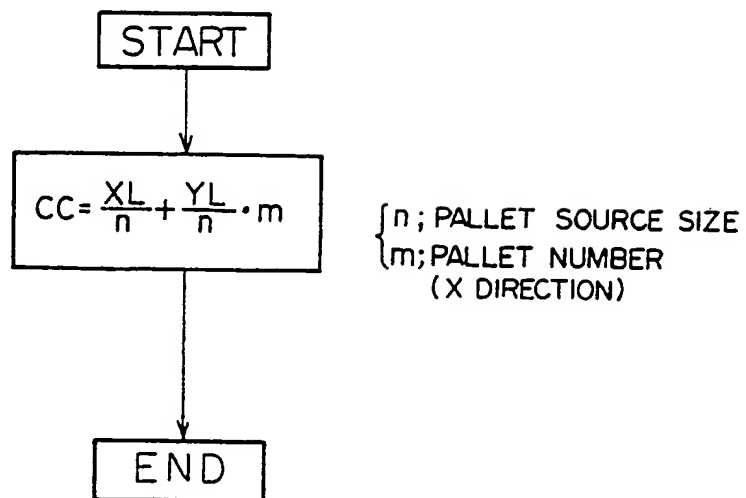 START
CC = XL/n + YL/n · m
{n; PALLET SOURCE SIZE
m; PALLET NUMBER
(X DIRECTION)
END